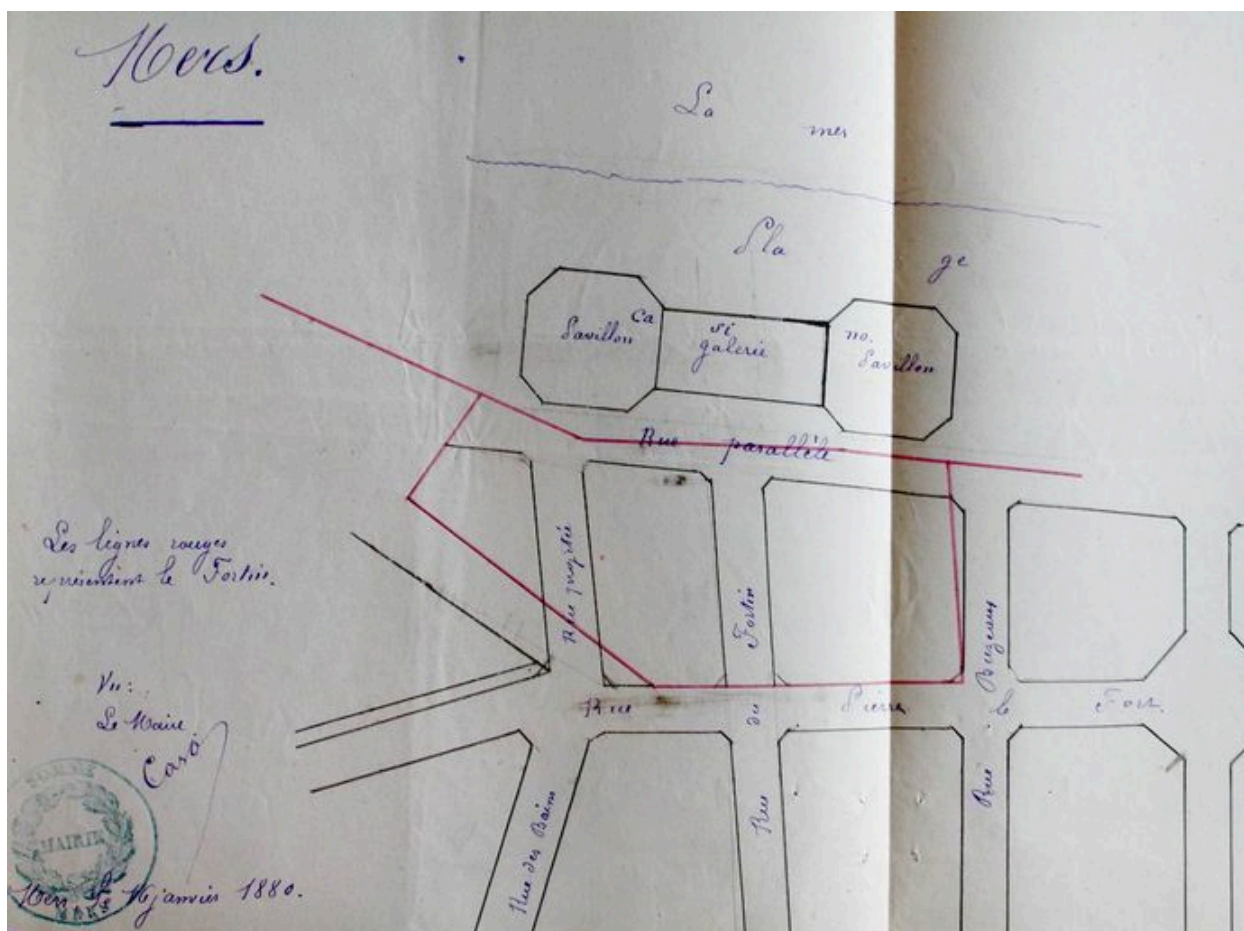 Mers.
La mer
Pla ge
Ca si no.
Pavillon galerie Pavillon
Rue parallèle
Les lignes rouges
représentent le Fortin.
Rue projetée
Rue du Fortin
Rue Buzeaux
Rue Pierre le Fort.
Rue des Bains
Vu:
Le Maire
MAIRIE
MERS
Mers le janvier 1880.